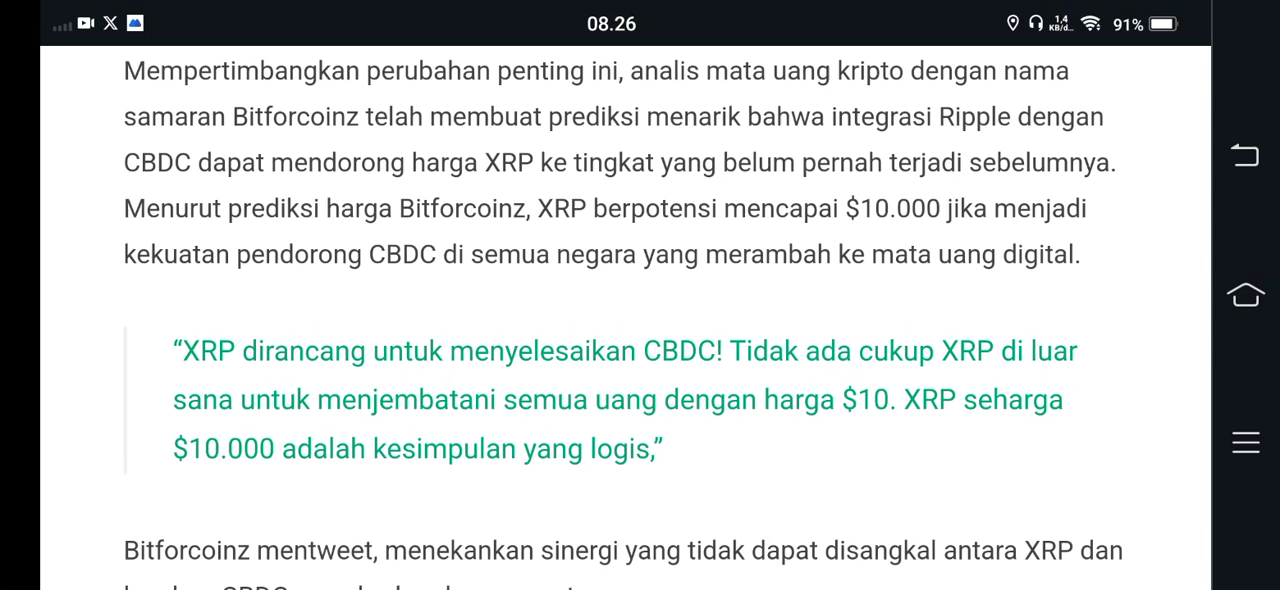 08.26
1,4
KB/d...
91%
Mempertimbangkan perubahan penting ini, analis mata uang kripto dengan nama
samaran Bitforcoinz telah membuat prediksi menarik bahwa integrasi Ripple dengan
CBDC dapat mendorong harga XRP ke tingkat yang belum pernah terjadi sebelumnya.
Menurut prediksi harga Bitforcoinz, XRP berpotensi mencapai $10.000 jika menjadi
kekuatan pendorong CBDC di semua negara yang merambah ke mata uang digital.
“XRP dirancang untuk menyelesaikan CBDC! Tidak ada cukup XRP di luar
sana untuk menjembatani semua uang dengan harga $10. XRP seharga
$10.000 adalah kesimpulan yang logis,”
Bitforcoinz mentweet, menekankan sinergi yang tidak dapat disangkal antara XRP dan